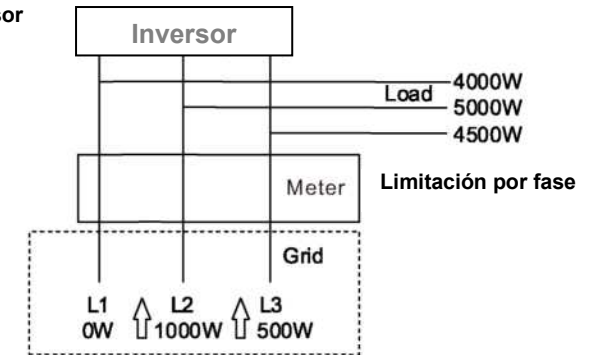 sor
Inversor
4000W
Load
5000W
4500W
Meter
Limitación por fase
Grid
L1 L2 L3
0W 1000W 500W